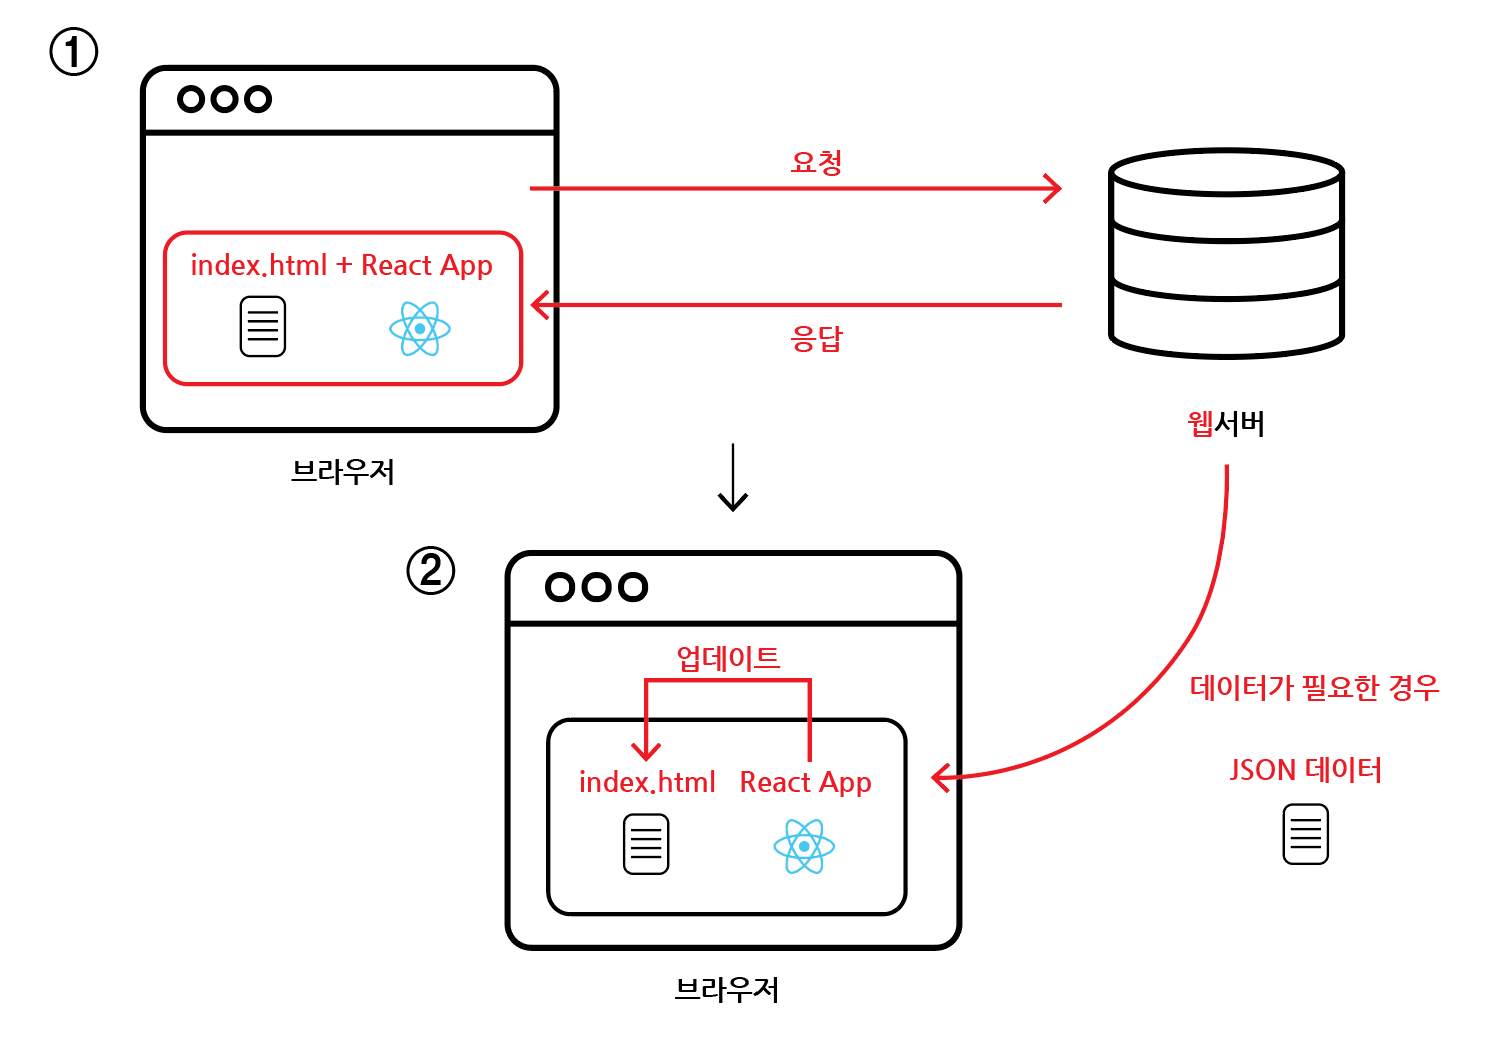 ①
요청
index.html + React App
응답
웹서버
브라우저
②
업데이트
데이터가 필요한 경우
index.html React App
JSON 데이터
브라우저